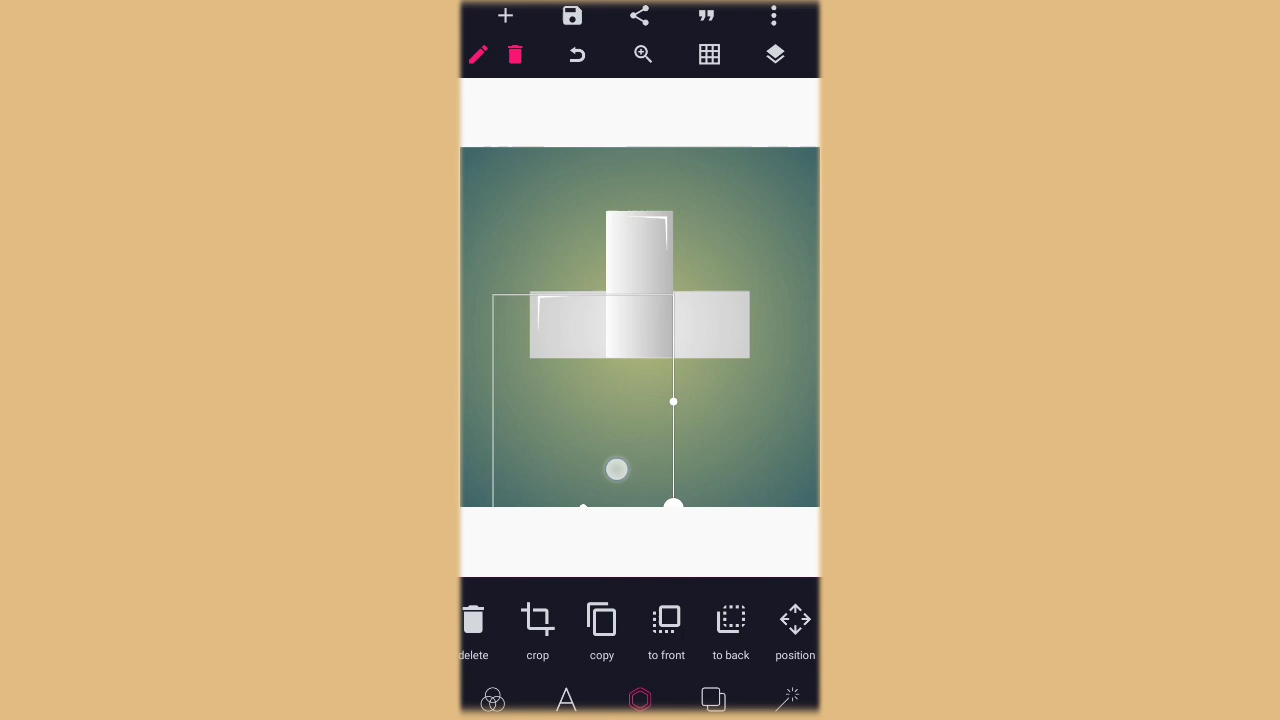 delete
crop
copy
to front
to back
position